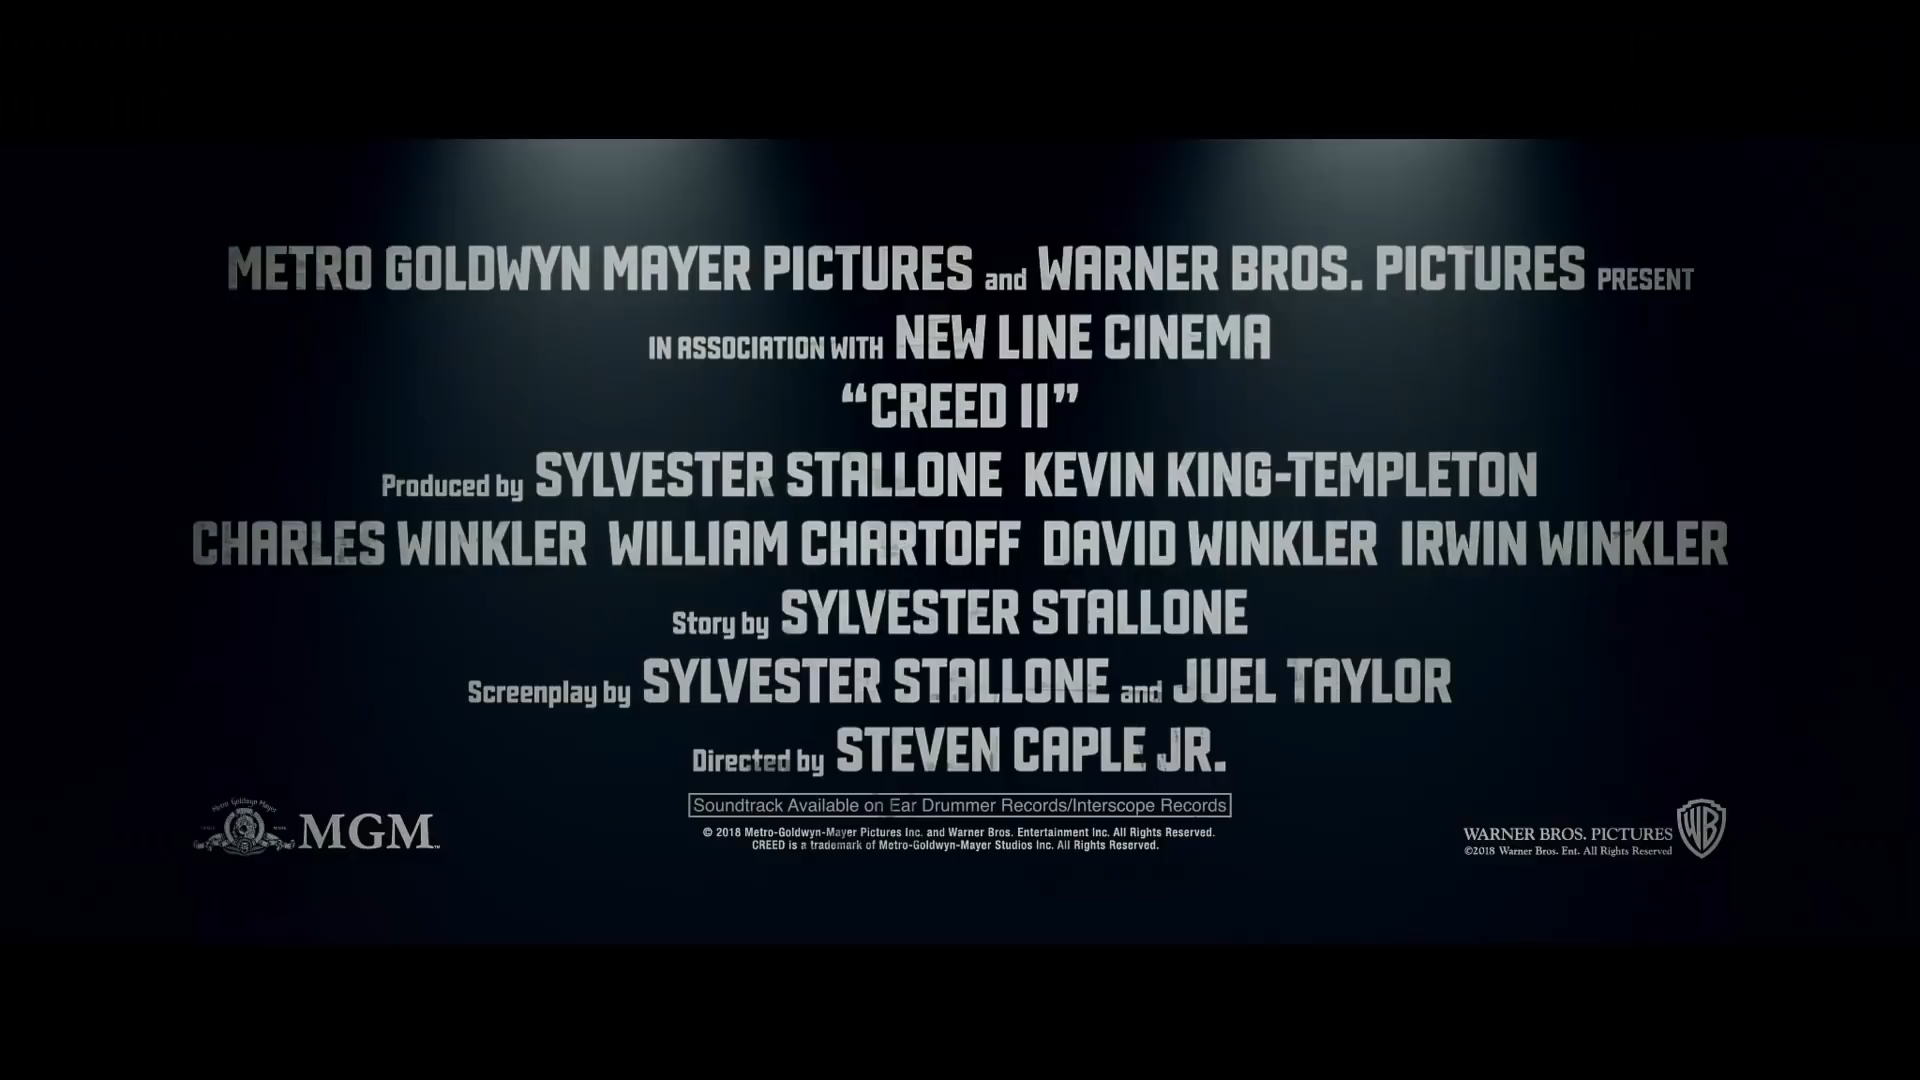 METRO GOLDWYN MAYER PICTURES and WARNER BROS. PICTURES PRESENT
IN ASSOCIATION WITH NEW LINE CINEMA
“CREED II”
Produced by SYLVESTER STALLONE KEVIN KING-TEMPLETON
CHARLES WINKLER WILLIAM CHARTOFF DAVID WINKLER IRWIN WINKLER
Story by SYLVESTER STALLONE
Screenplay by SYLVESTER STALLONE and JUEL TAYLOR
Directed by STEVEN CAPLE JR.
Soundtrack Available on Ear Drummer Records/Interscope Records
© 2018 Metro-Goldwyn-Mayer Pictures Inc. and Warner Bros. Entertainment Inc. All Rights Reserved.
CREED is a trademark of Metro-Goldwyn-Mayer Studios Inc. All Rights Reserved.
Metro Goldwyn Mayer
MGM
WARNER BROS. PICTURES
©2018 Warner Bros. Ent. All Rights Reserved
WB